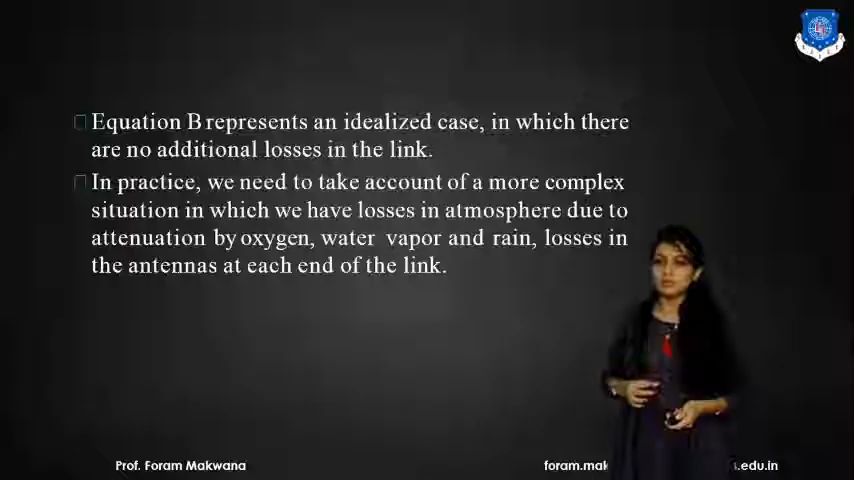 Equation B represents an idealized case, in which there
are no additional losses in the link.
In practice, we need to take account of a more complex
situation in which we have losses in atmosphere due to
attenuation by oxygen, water vapor and rain, losses in
the antennas at each end of the link.
Prof. Foram Makwana
foram.mak
.edu.in